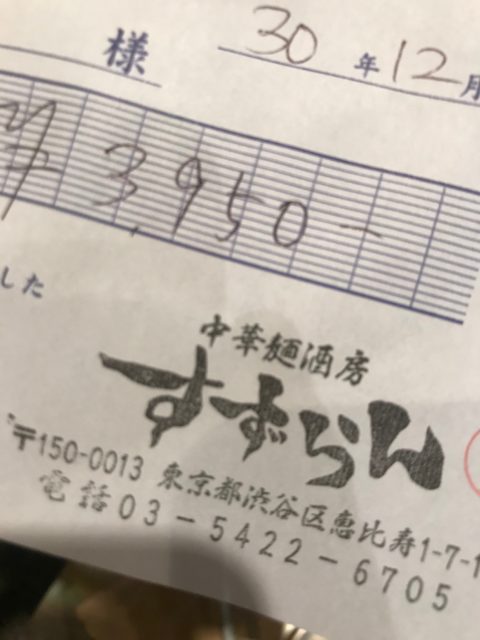 30年12月
様
¥3,950-
した
中華麺酒房
すずらん
〒150-0013 東京都渋谷区恵比寿1-7-1
電話03-5422-6705